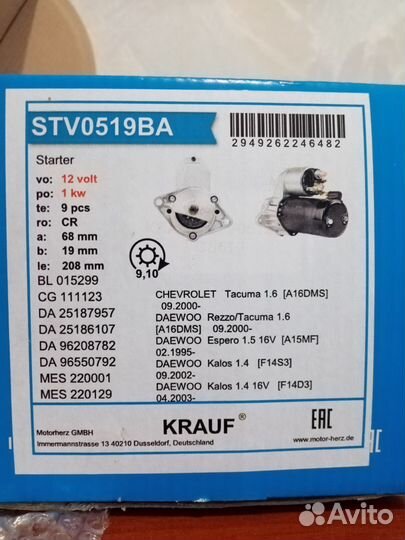 STV0519BA
2949262246482
Starter
vo: 12 volt
po: 1 kw
te: 9 pcs
ro: CR
a: 68 mm
b: 19 mm
le: 208 mm
9,10
BL 015299
CG 111123
DA 25187957
DA 25186107
DA 96208782
DA 96550792
MES 220001
MES 220129
CHEVROLET Tacuma 1.6 [A16DMS]
09.2000-
DAEWOO Rezzo/Tacuma 1.6
[A16DMS] 09.2000-
DAEWOO Espero 1.5 16V [A15MF]
02.1995-
DAEWOO Kalos 1.4 [F14S3]
09.2002-
DAEWOO Kalos 1.4 16V [F14D3]
04.2003-
Motorherz GMBH
Immermannstrasse 13 40210 Dusseldorf, Deutschland
KRAUF®
EAC
www.motor-herz.de
Avito